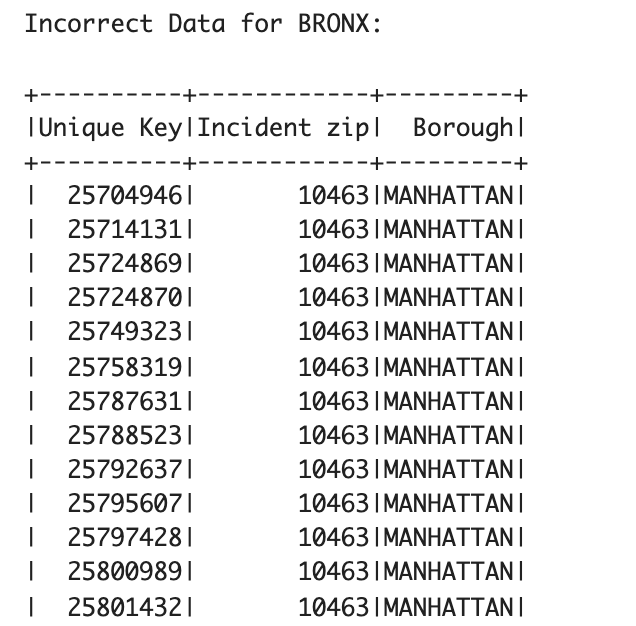 Incorrect Data for BRONX:
+----------+------------+---------+
|Unique Key|Incident zip|  Borough|
+----------+------------+---------+
|  25704946|       10463|MANHATTAN|
|  25714131|       10463|MANHATTAN|
|  25724869|       10463|MANHATTAN|
|  25724870|       10463|MANHATTAN|
|  25749323|       10463|MANHATTAN|
|  25758319|       10463|MANHATTAN|
|  25787631|       10463|MANHATTAN|
|  25788523|       10463|MANHATTAN|
|  25792637|       10463|MANHATTAN|
|  25795607|       10463|MANHATTAN|
|  25797428|       10463|MANHATTAN|
|  25800989|       10463|MANHATTAN|
|  25801432|       10463|MANHATTAN|